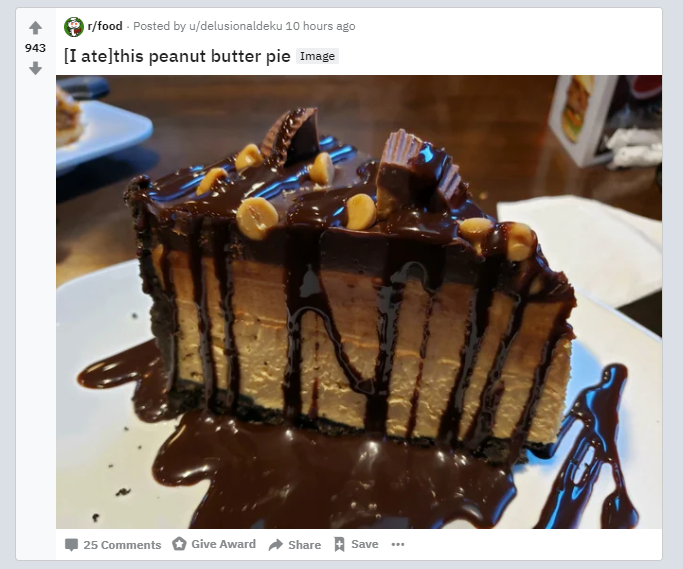 r/food · Posted by u/delusionaldeku 10 hours ago
943
[I ate]this peanut butter pie Image
25 Comments Give Award Share Save ···